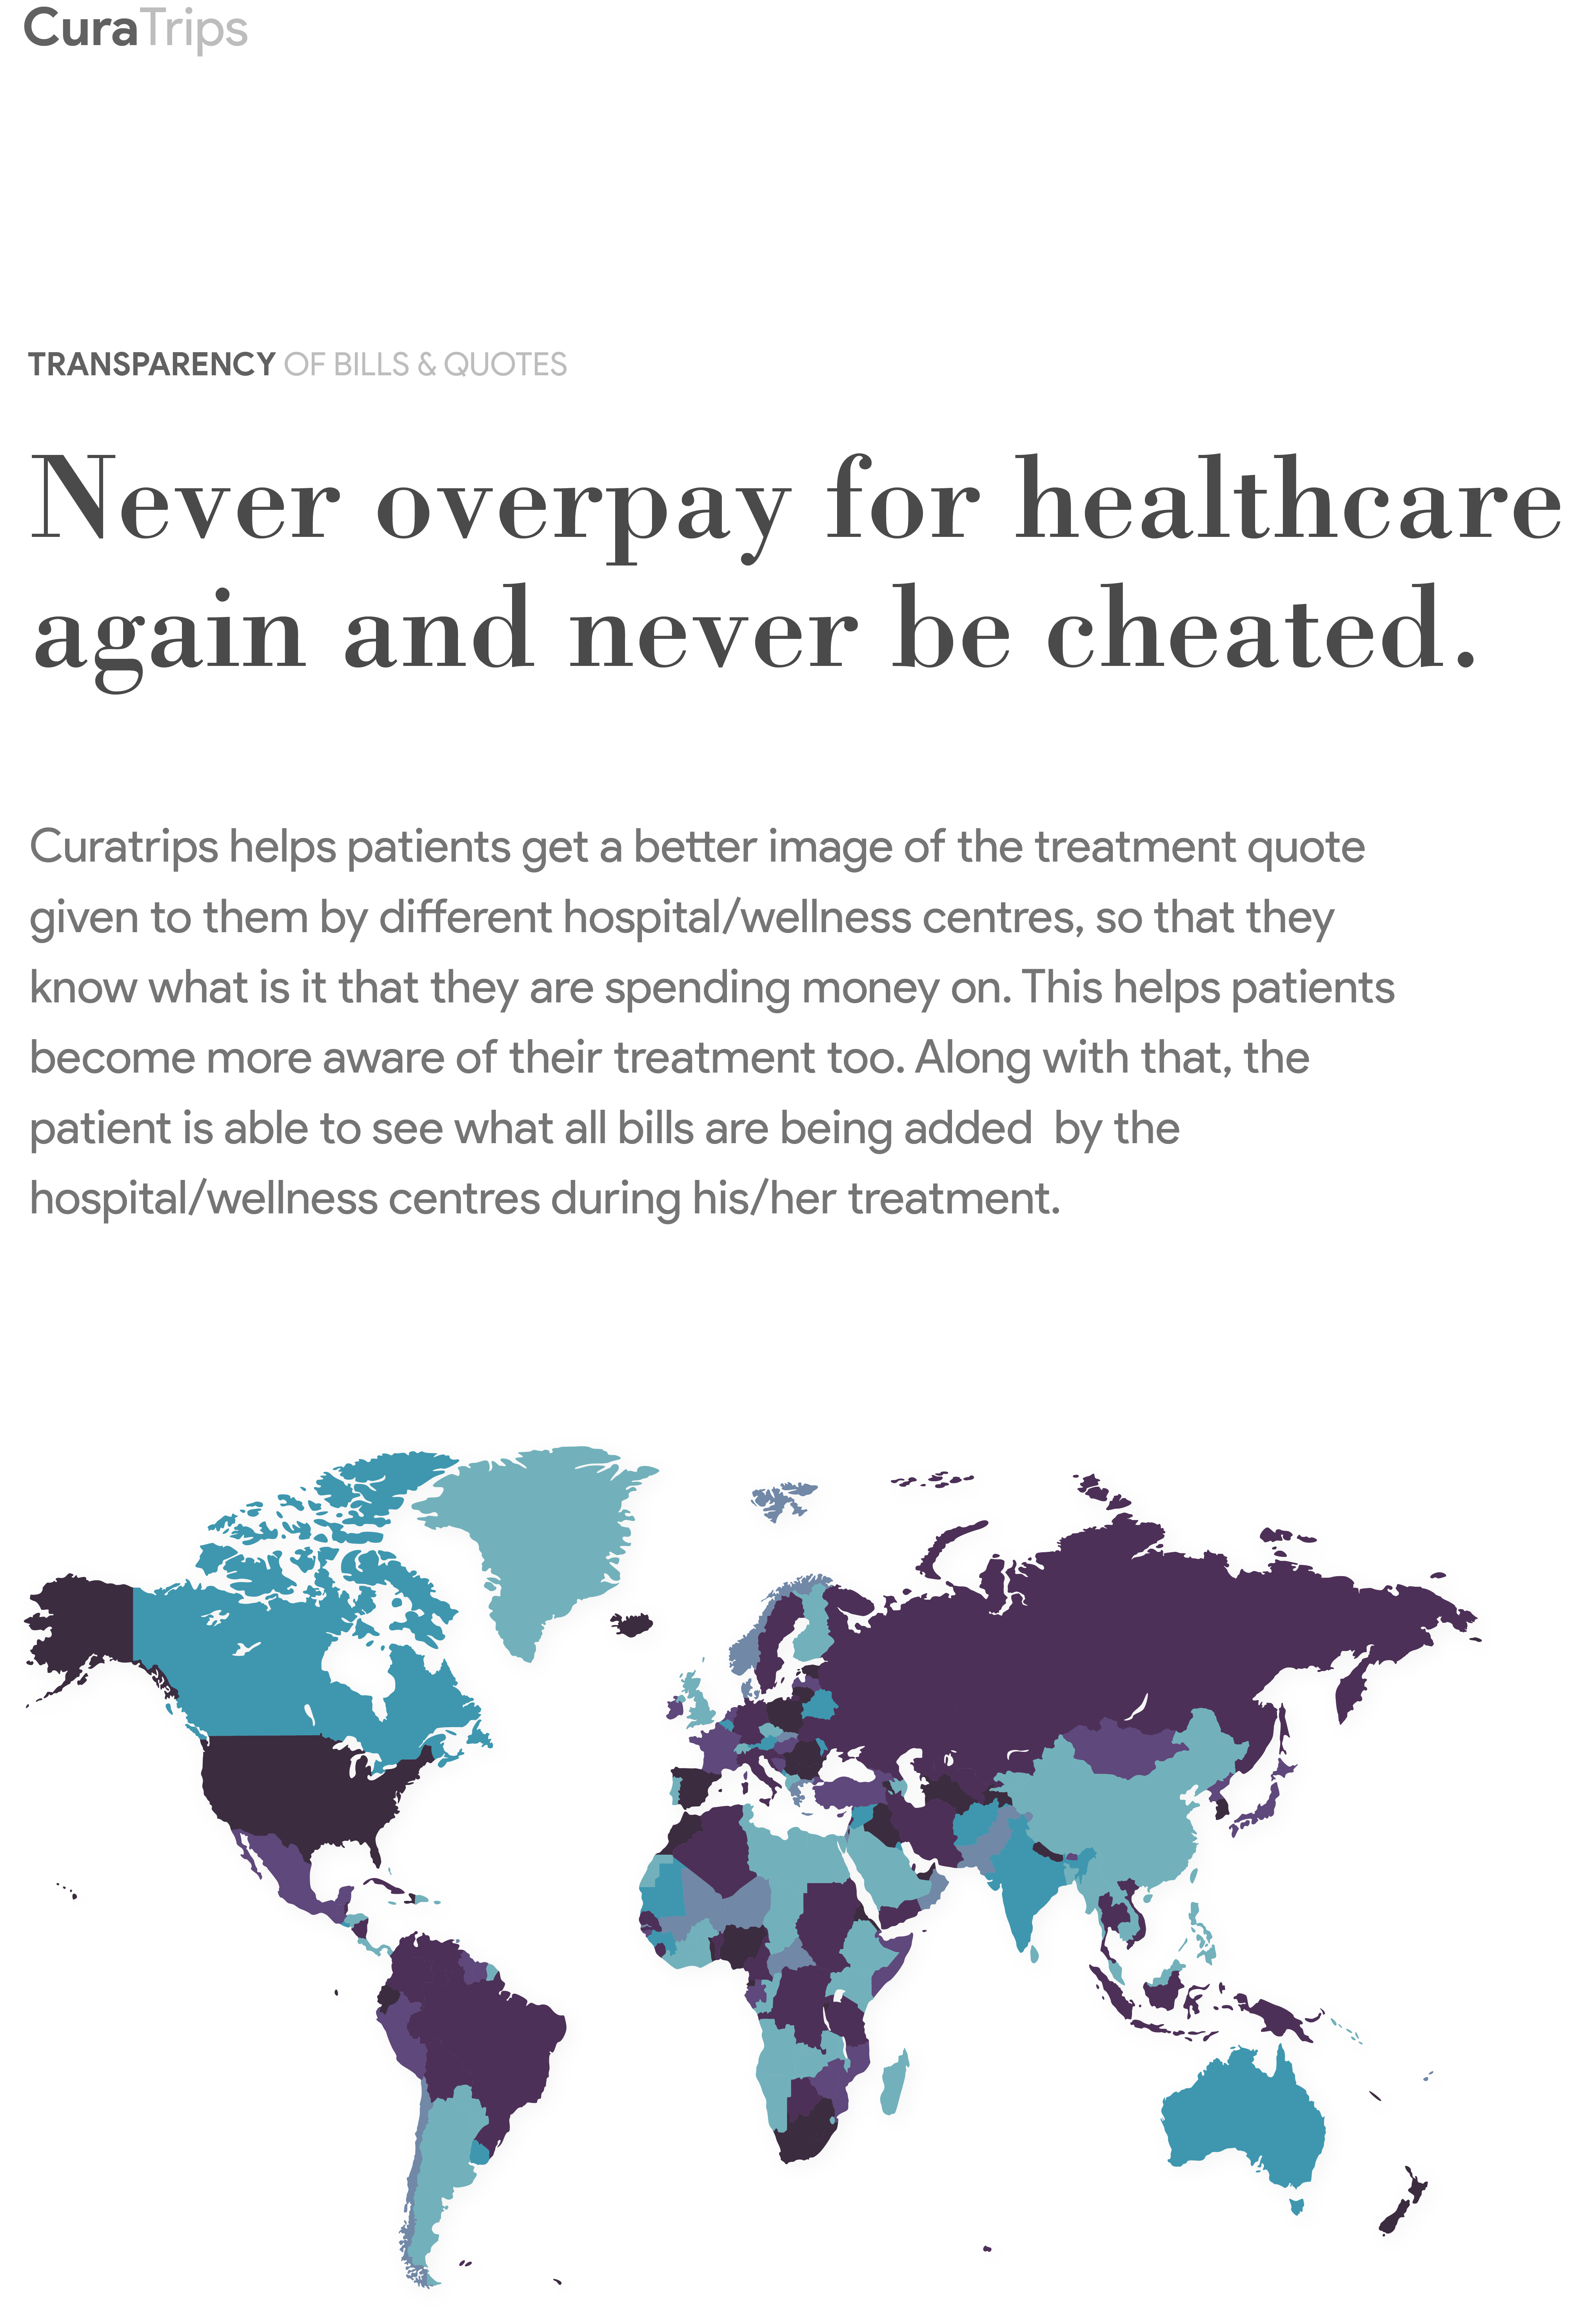 CuraTrips
TRANSPARENCY OF BILLS & QUOTES
Never overpay for healthcare
again and never be cheated.
Curatrips helps patients get a better image of the treatment quote
given to them by different hospital/wellness centres, so that they
know what is it that they are spending money on. This helps patients
become more aware of their treatment too. Along with that, the
patient is able to see what all bills are being added  by the
hospital/wellness centres during his/her treatment.